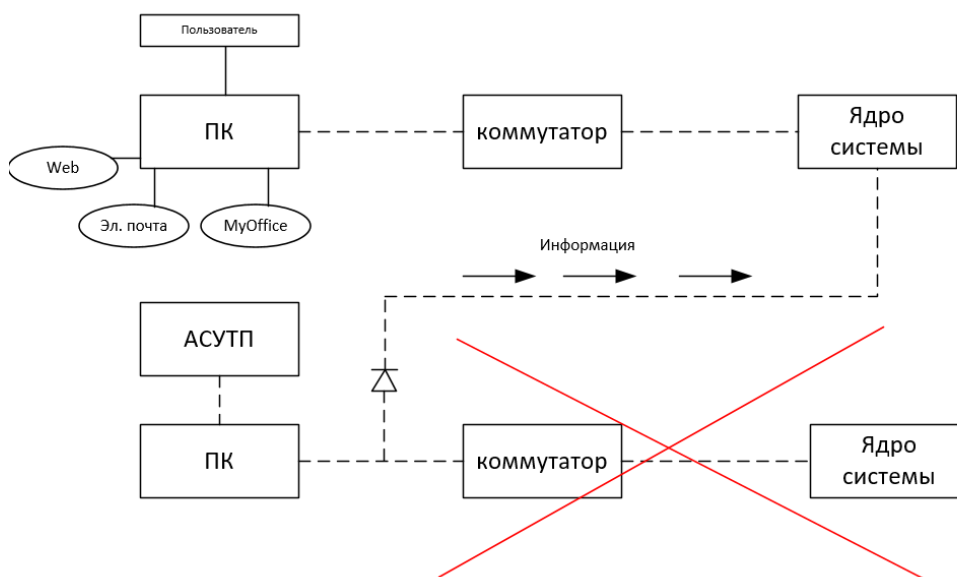 Пользователь
ПК
коммутатор
Ядро
системы
Web
Эл. почта
MyOffice
Информация
АСУТП
ПК
коммутатор
Ядро
системы